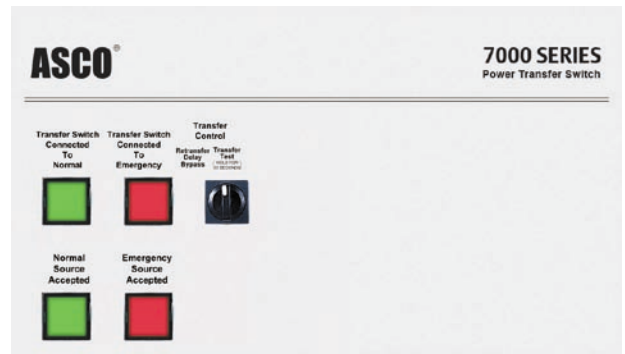 ASCO®
7000 SERIES
Power Transfer Switch
Transfer Switch
Connected
To
Normal
Transfer Switch
Connected
To
Emergency
Transfer
Control
Retransfer
Delay
Bypass
Transfer
Test
Normal
Source
Accepted
Emergency
Source
Accepted